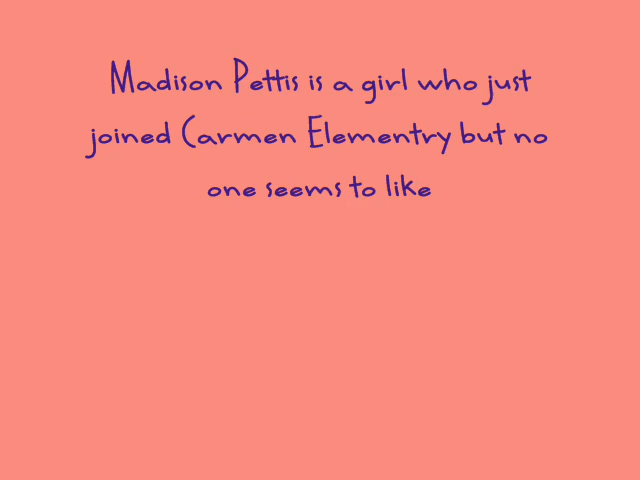 Madison Pettis is a girl who just
joined Carmen Elementry but no
one seems to like